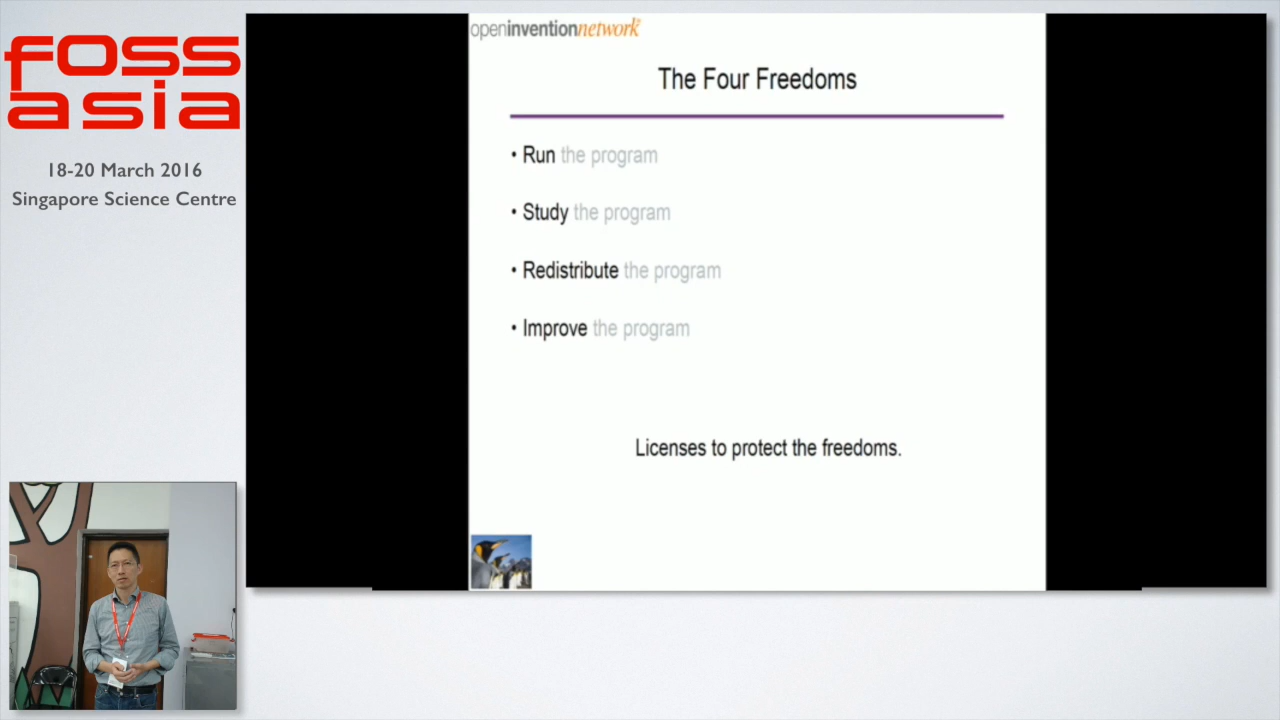 foss
asia
18-20 March 2016
Singapore Science Centre
openinventionnetwork
The Four Freedoms
• Run the program
• Study the program
• Redistribute the program
• Improve the program
Licenses to protect the freedoms.